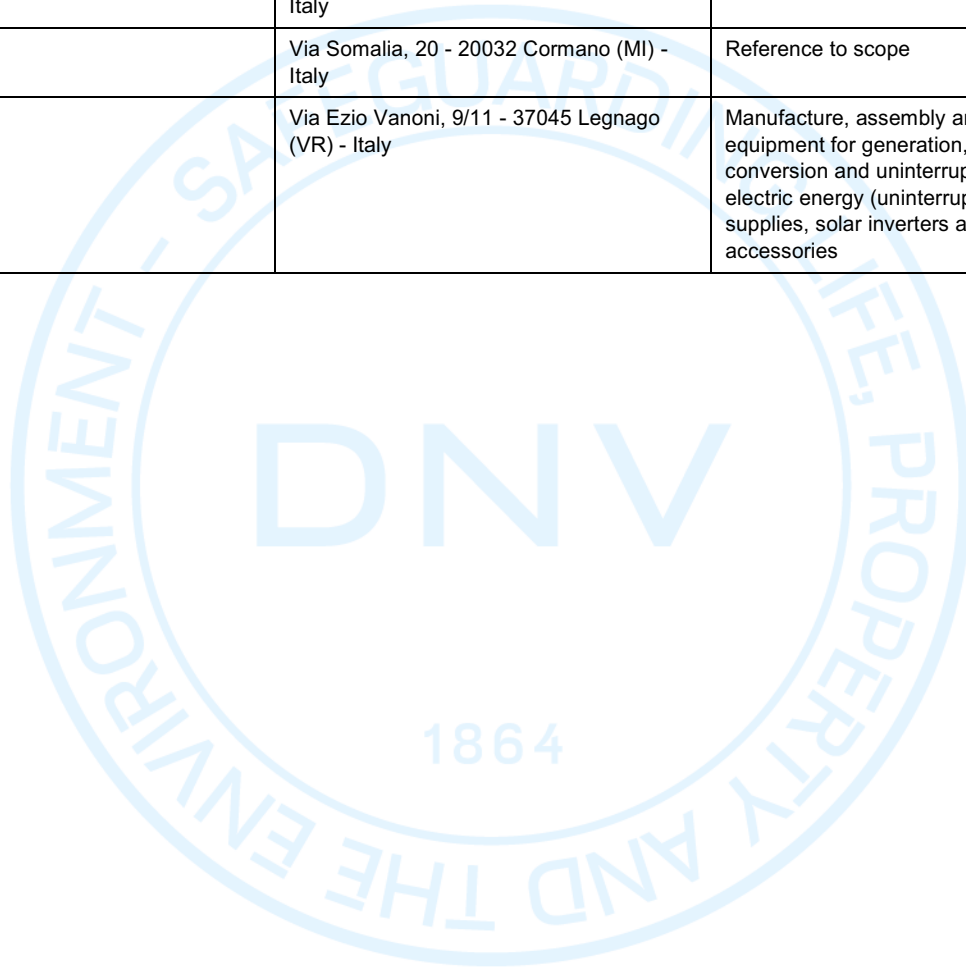 Italy
Via Somalia, 20 - 20032 Cormano (MI) -
Italy
Reference to scope
Via Ezio Vanoni, 9/11 - 37045 Legnago
(VR) - Italy
Manufacture, assembly
equipment for generation,
conversion and
electric energy
supplies, solar inverters
accessories
SAFEGUARDING LIFE, PROPERTY AND THE ENVIRONMENT -
DNV
1864